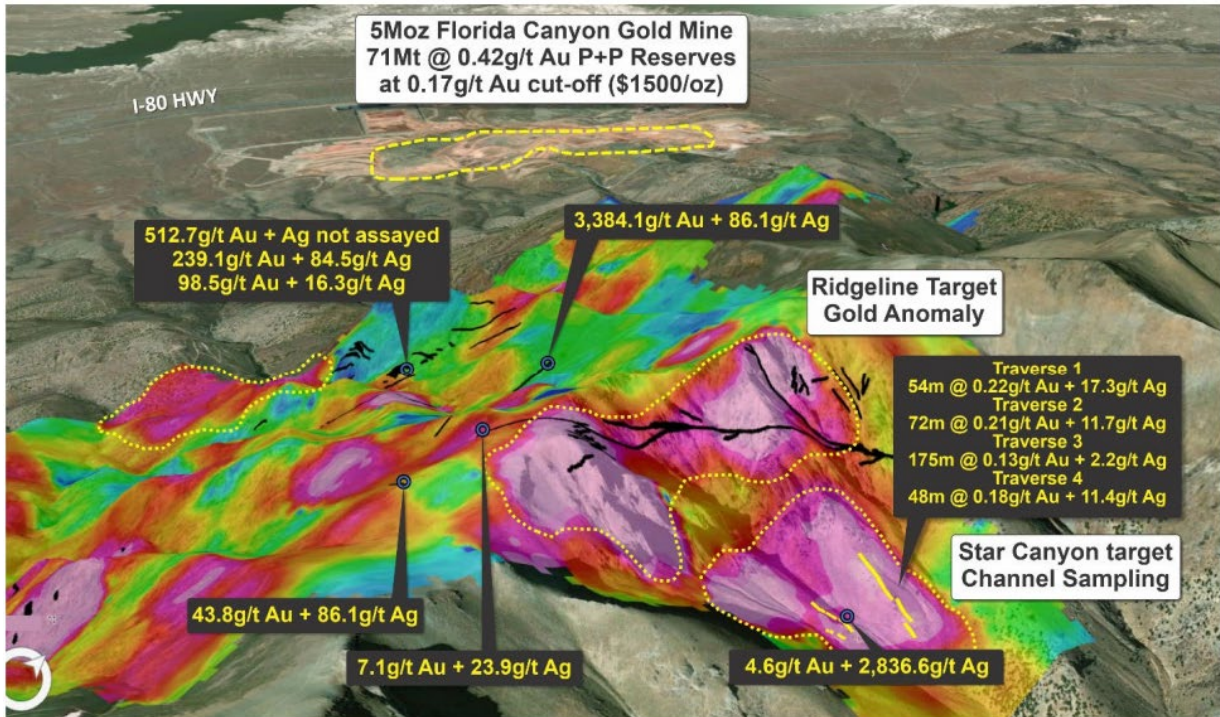 5Moz Florida Canyon Gold Mine
71Mt @ 0.42g/t Au P+P Reserves
at 0.17g/t Au cut-off ($1500/oz)
I-80 HWY
512.7g/t Au + Ag not assayed
239.1g/t Au + 84.5g/t Ag
98.5g/t Au + 16.3g/t Ag
3,384.1g/t Au + 86.1g/t Ag
Ridgeline Target
Gold Anomaly
Traverse 1
54m @ 0.22g/t Au + 17.3g/t Ag
Traverse 2
72m @ 0.21g/t Au + 11.7g/t Ag
Traverse 3
175m @ 0.13g/t Au + 2.2g/t Ag
Traverse 4
48m @ 0.18g/t Au + 11.4g/t Ag
Star Canyon target
Channel Sampling
43.8g/t Au + 86.1g/t Ag
7.1g/t Au + 23.9g/t Ag
4.6g/t Au + 2,836.6g/t Ag